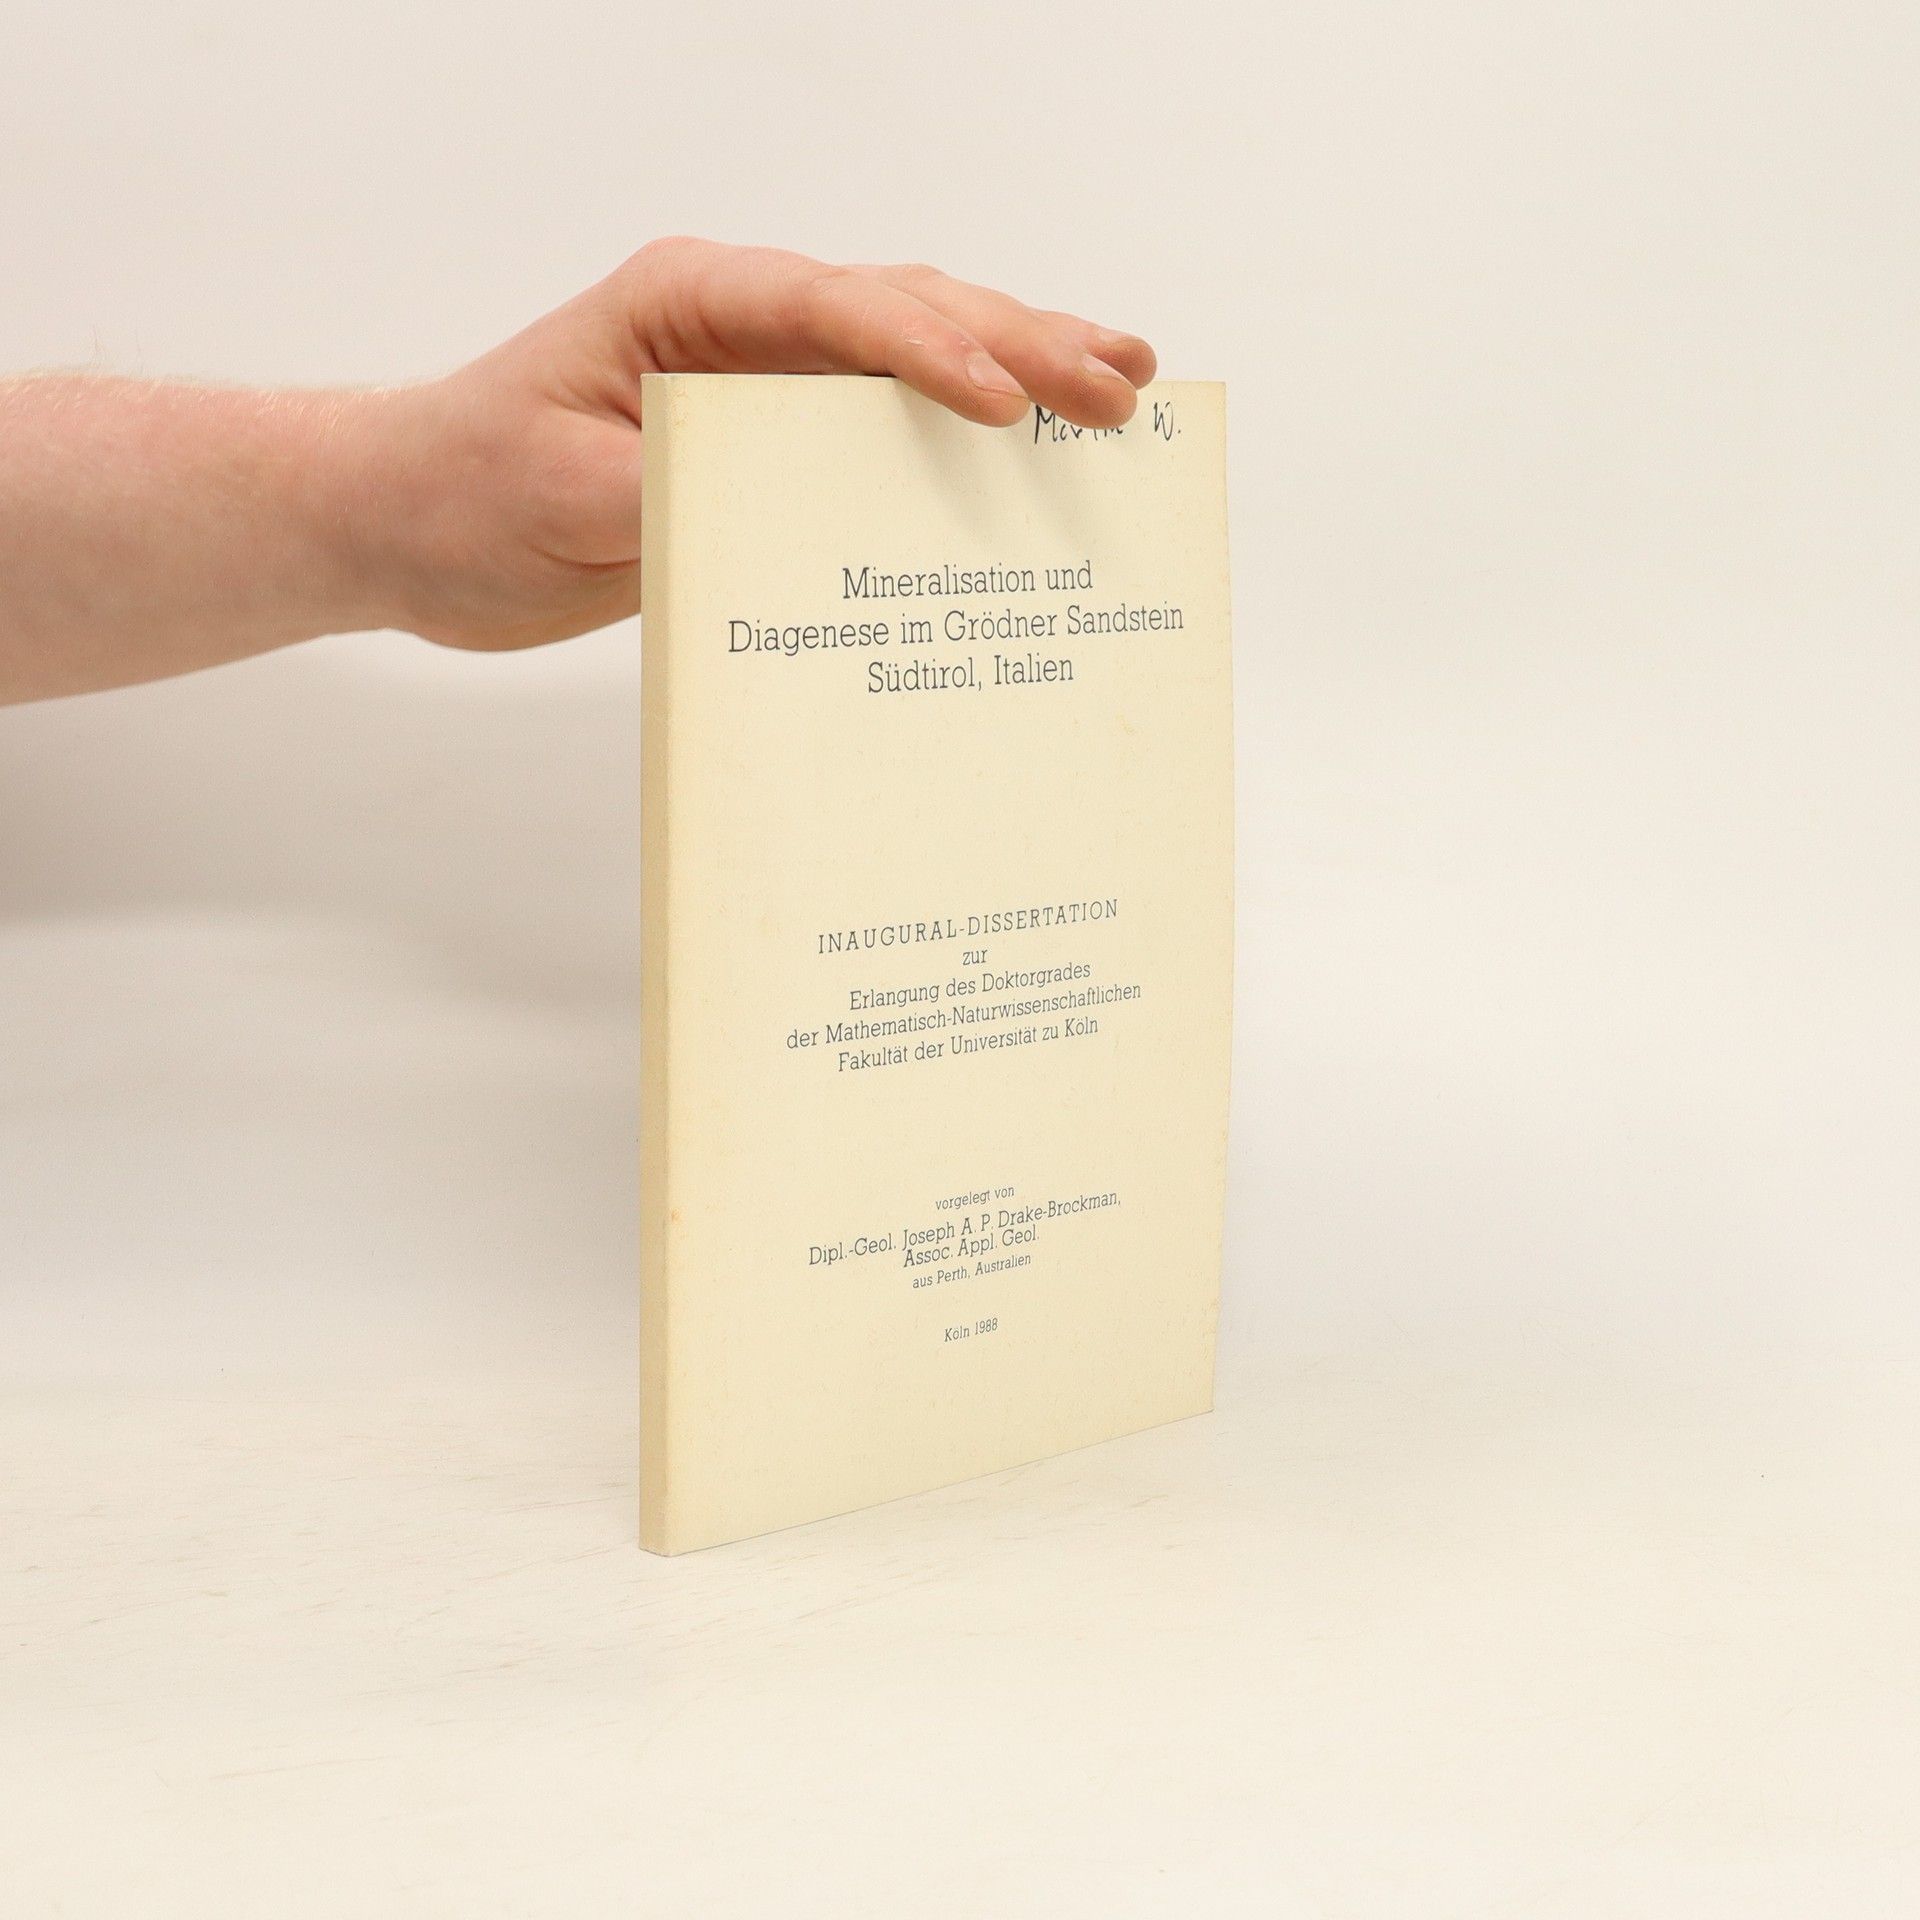 W.
Mineralisation und
Diagenese im Grödner Sandstein
Südtirol, Italien
INAUGURAL-DISSERTATION
zur
Erlangung des Doktorgrades
der Mathematisch-Naturwissenschaftlichen
Fakultät der Universität zu Köln
vorgelegt von
Dipl.-Geol. Joseph A. P. Drake-Brockman,
Assoc. Appl. Geol.
aus Perth, Australien
Köln 1988